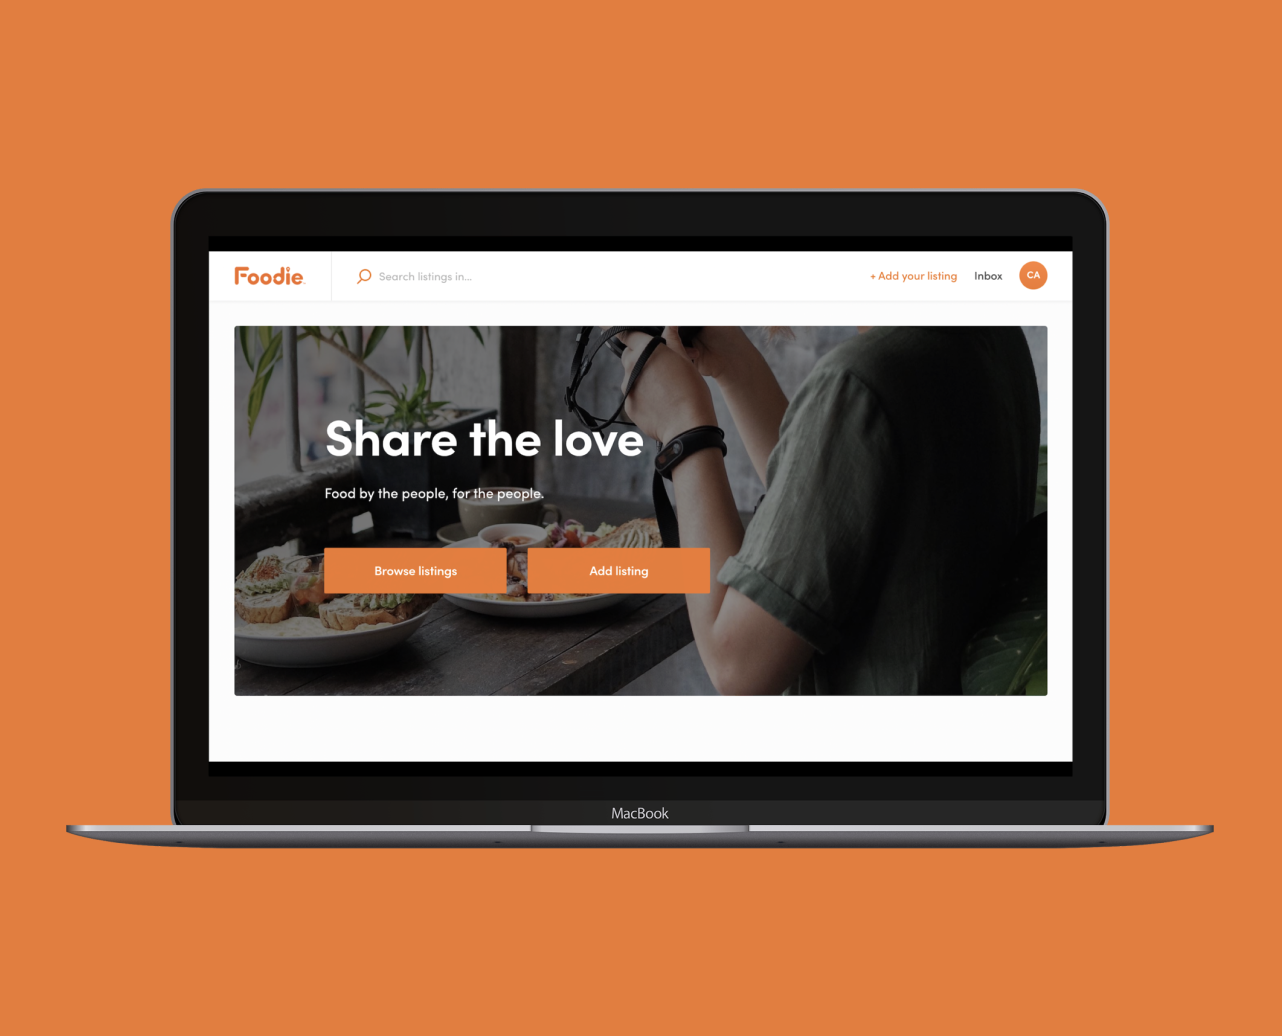 Foodie
Search listings in...
+ Add your listing
Inbox
CA
Share the love
Food by the people, for the people.
Browse listings
Add listing
MacBook